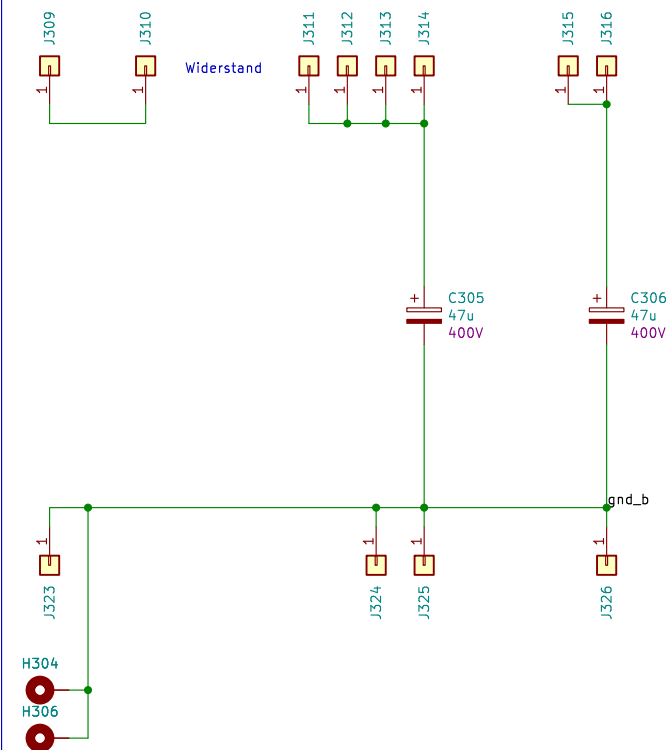 J309
J310
J311
J312
J313
J314
J315
J316
1
1
Widerstand
1
1
1
1
1
1
+
C305
47u
400V
+
C306
47u
400V
gnd_b
1
1
1
1
J323
J324
J325
J326
H304
H306